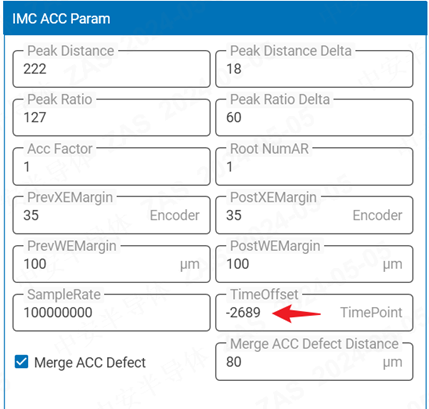 IMC ACC Param
Peak Distance Peak Distance Delta
222 18
Peak Ratio Peak Ratio Delta
127 60
Acc Factor Root NumAR
1 1
PrevXEMargin PostXEMargin
35 Encoder 35 Encoder
PrevWEMargin PostWEMargin
100 μm 100 μm
SampleRate TimeOffset
100000000 -2689 TimePoint
Merge ACC Defect Distance
Merge ACC Defect 80 μm